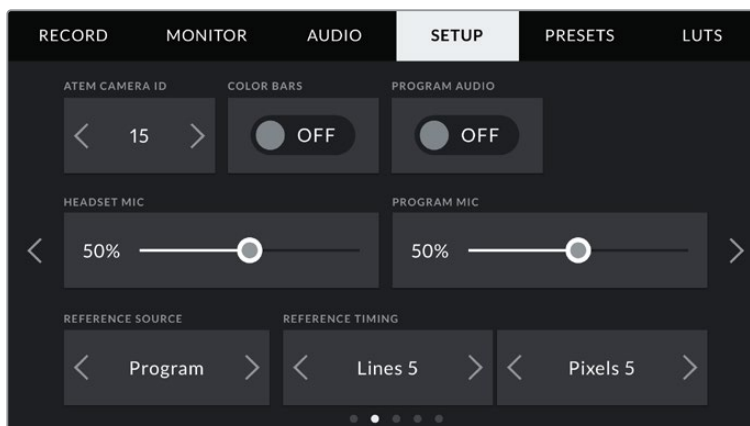 RECORD MONITOR AUDIO SETUP PRESETS LUTS
ATEM CAMERA ID COLOR BARS PROGRAM AUDIO
15 OFF OFF
HEADSET MIC PROGRAM MIC
50% 50%
REFERENCE SOURCE REFERENCE TIMING
Program Lines 5 Pixels 5